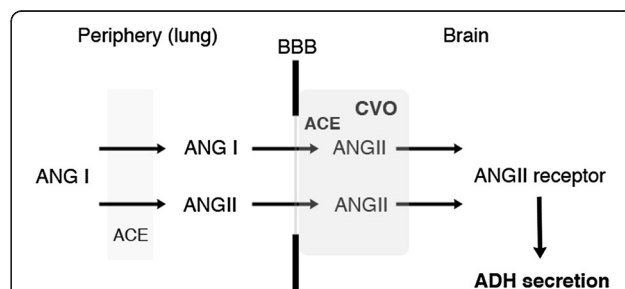 Periphery (lung)
BBB
Brain
CVO
ACE
ANG I
ANGII
ANG I
ANGII
ANGII
ANGII receptor
ACE
ADH secretion